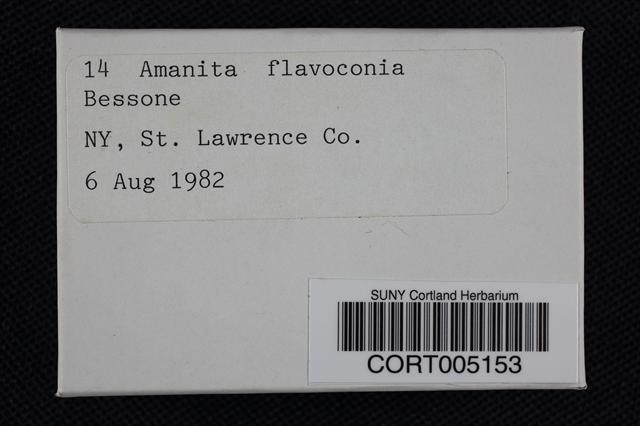 14 Amanita flavoconia
Bessone
NY, St. Lawrence Co.
6 Aug 1982
SUNY Cortland Herbarium
CORT005153